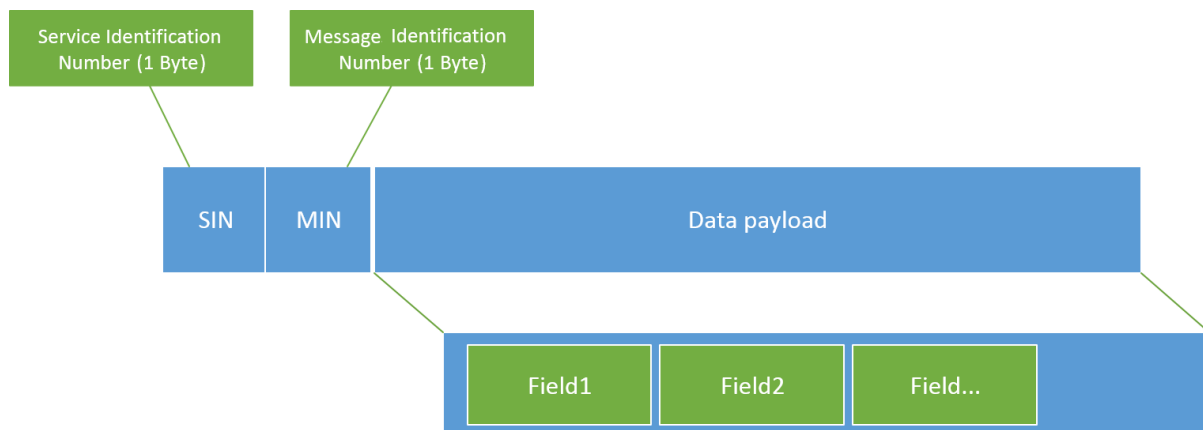 Service Identification
Number (1 Byte)
Message Identification
Number (1 Byte)
SIN
MIN
Data payload
Field1
Field2
Field...